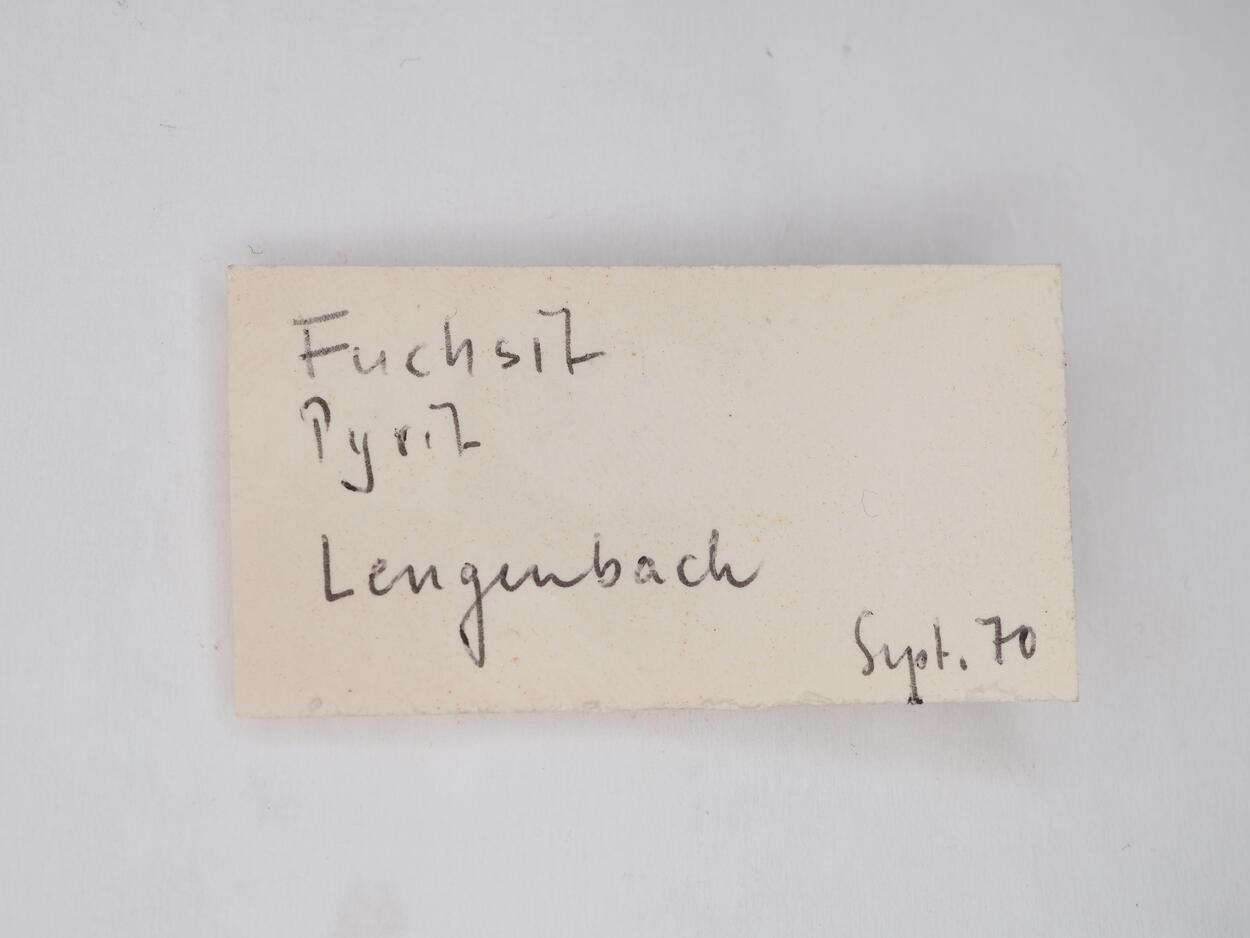 Fuchsit
Pyrit
Lengenbach
Sept. 70